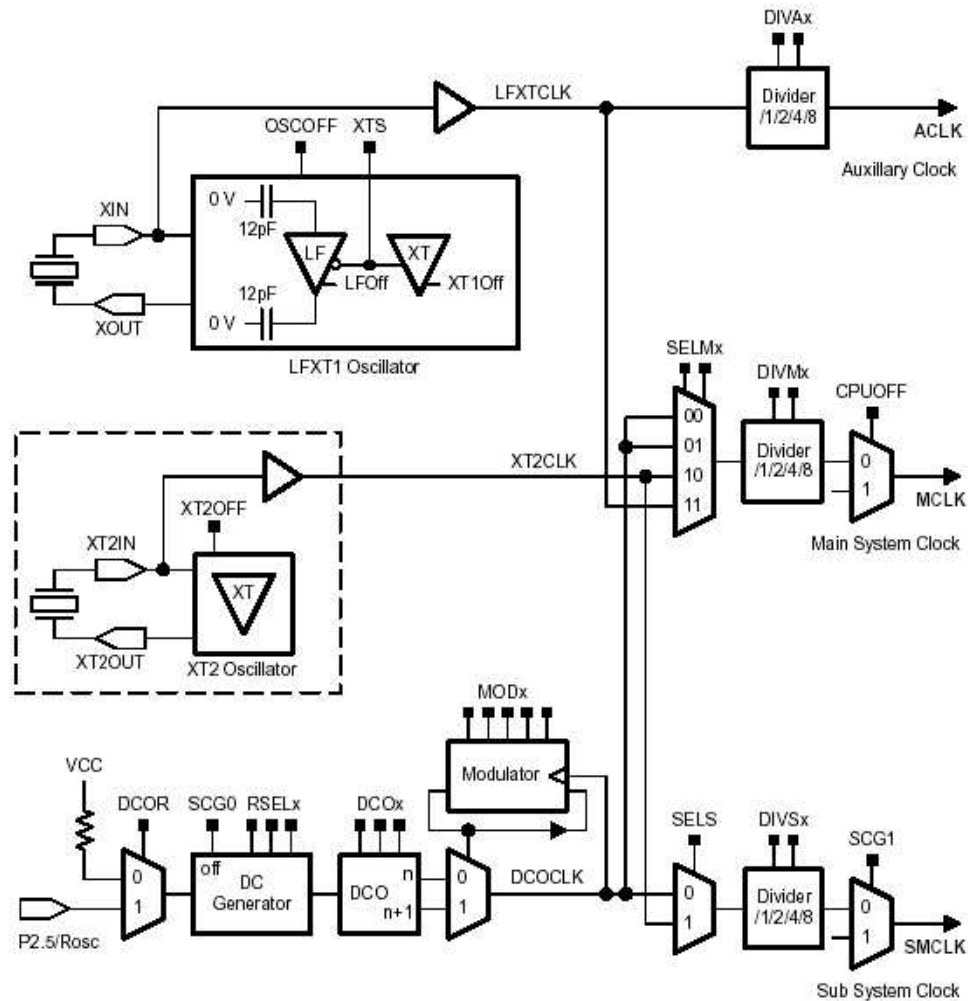 DIVAx
LFXTCLK
Divider
/1/2/4/8
ACLK
Auxillary Clock
OSCOFF
XTS
XIN
0 V
12pF
LF
XT
LFOff
XT1Off
12pF
0 V
XOUT
LFXT1 Oscillator
SELMx
DIVMx
CPUOFF
00
01
10
11
Divider
/1/2/4/8
0
1
MCLK
Main System Clock
XT2CLK
XT2OFF
XT2IN
XT
XT2OUT
XT2 Oscillator
MODx
Modulator
VCC
DCOR
SCG0
RSELx
DCOx
0
1
off
DC
Generator
DCO
n
n+1
0
1
DCOCLK
P2.5/Rosc
SELS
DIVSx
SCG1
0
1
Divider
/1/2/4/8
0
1
SMCLK
Sub System Clock